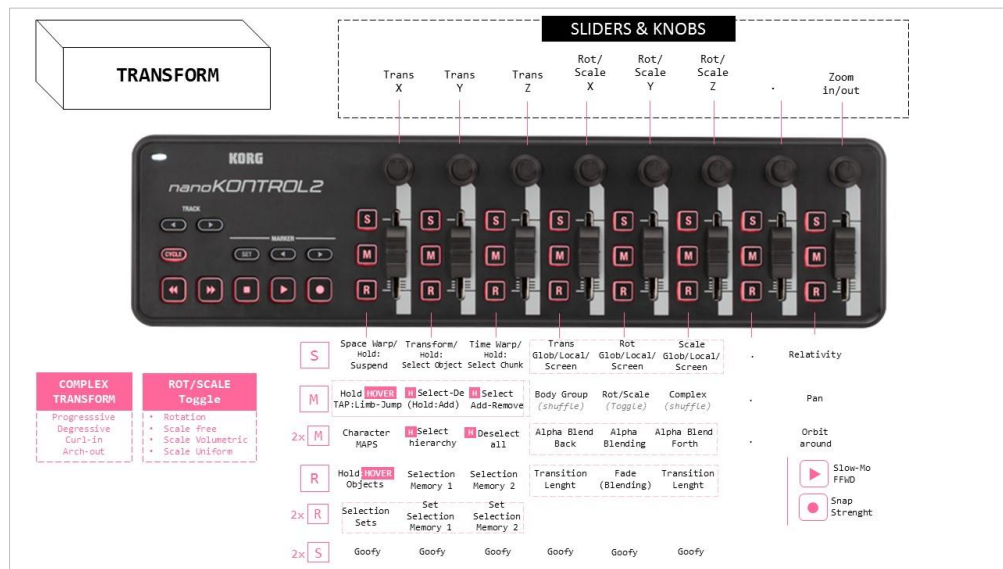 SLIDERS & KNOBS
TRANSFORM
Trans X
Trans Y
Trans Z
Rot/ Scale X
Rot/ Scale Y
Rot/ Scale Z
.
Zoom in/out
KORG
nanoKONTROL2
TRACK
MARKER
CYCLE
SET
S S S S S S S S
M M M M M M M M
R R R R R R R R
S
Space Warp/ Hold: Suspend
Transform/ Hold: Select Object
Time Warp/ Hold: Select Chunk
Trans Glob/Local/ Screen
Rot Glob/Local/ Screen
Scale Glob/Local/ Screen
.
Relativity
M
Hold HOVER TAP:Limb-Jump
H Select-De (Hold:Add)
H Select Add-Remove
Body Group (shuffle)
Rot/Scale (Toggle)
Complex (shuffle)
.
Pan
2x M
Character MAPS
H Select hierarchy
H Deselect all
Alpha Blend Back
Alpha Blending
Alpha Blend Forth
.
Orbit around
R
Hold HOVER Objects
Selection Memory 1
Selection Memory 2
Transition Lenght
Fade (Blending)
Transition Lenght
2x R
Selection Sets
Set Selection Memory 1
Set Selection Memory 2
2x S
Goofy Goofy Goofy Goofy Goofy Goofy
COMPLEX TRANSFORM
Progressive
Degressive
Curl-in
Arch-out
ROT/SCALE Toggle
• Rotation
• Scale free
• Scale Volumetric
• Scale Uniform
Slow-Mo FFWD
Snap Strenght